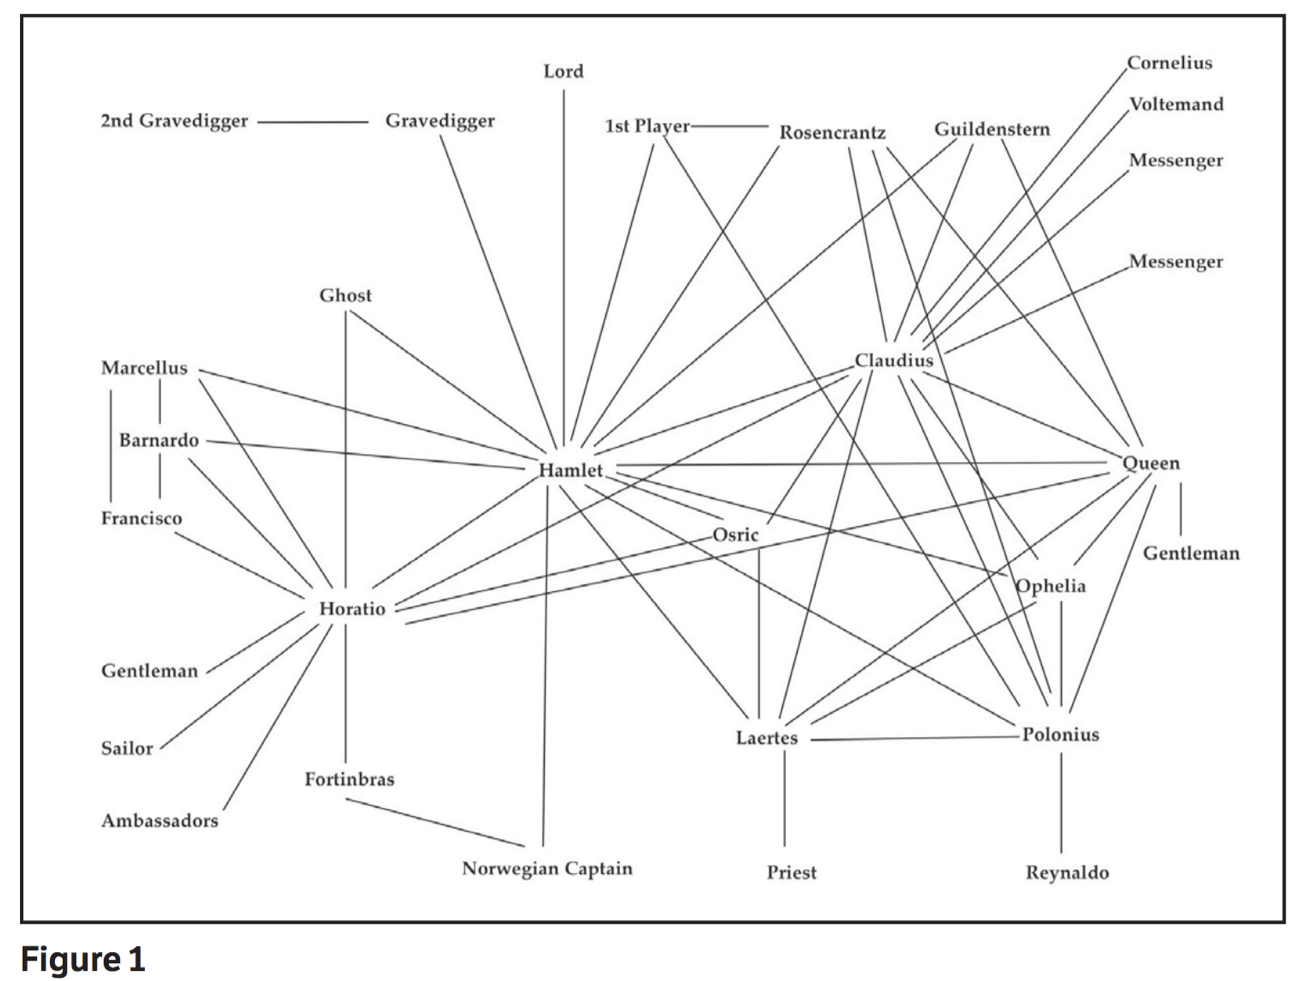 Cornelius
Lord
Voltemand
2nd Gravedigger
Gravedigger
1st Player
Rosencrantz
Guildenstern
Messenger
Messenger
Ghost
Marcellus
Claudius
Barnardo
Hamlet
Queen
Francisco
Osric
Gentleman
Ophelia
Horatio
Gentleman
Laertes
Polonius
Sailor
Fortinbras
Ambassadors
Norwegian Captain
Priest
Reynaldo
Figure 1